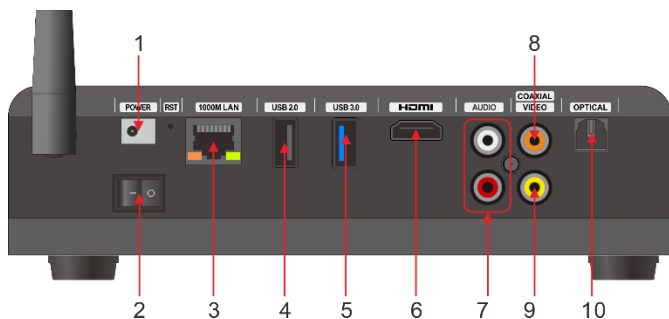 1 8
POWER RST 1000M LAN USB 2.0 USB 3.0 HDMI AUDIO COAXIAL VIDEO OPTICAL
2 3 4 5 6 7 9 10